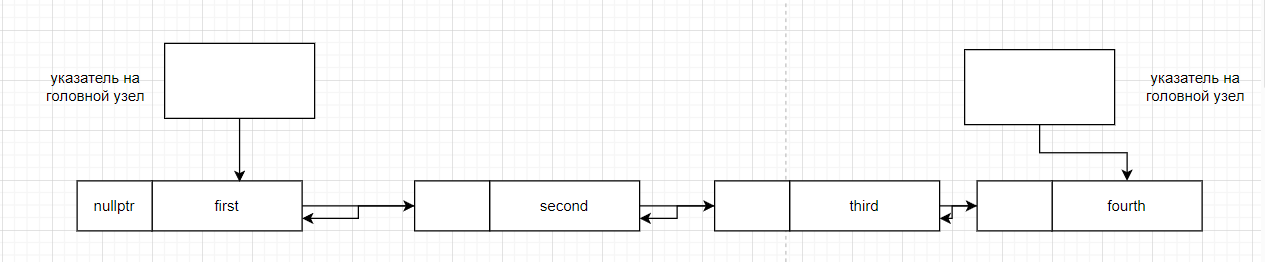 указатель на
головной узел
указатель на
головной узел
nullptr
first
second
third
fourth